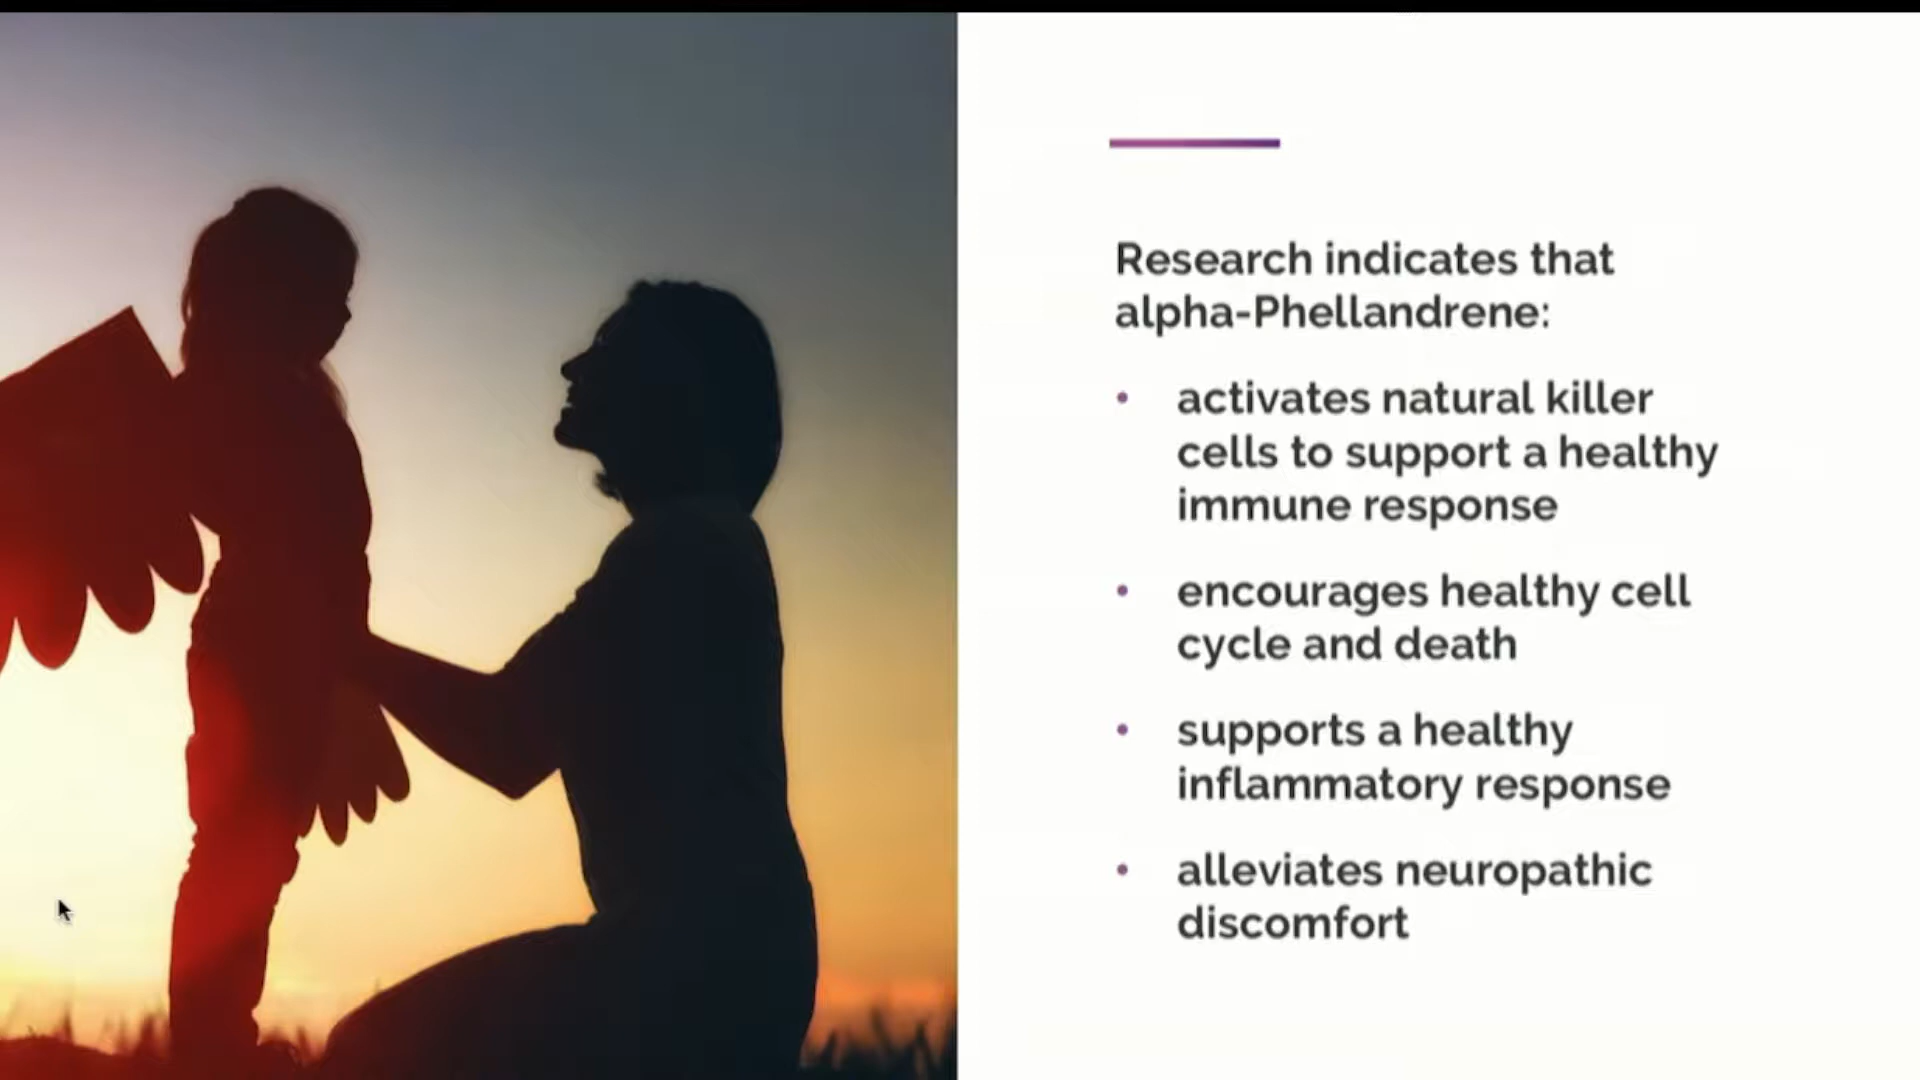 Research indicates that
alpha-Phellandrene:
• activates natural killer
cells to support a healthy
immune response
• encourages healthy cell
cycle and death
• supports a healthy
inflammatory response
• alleviates neuropathic
discomfort